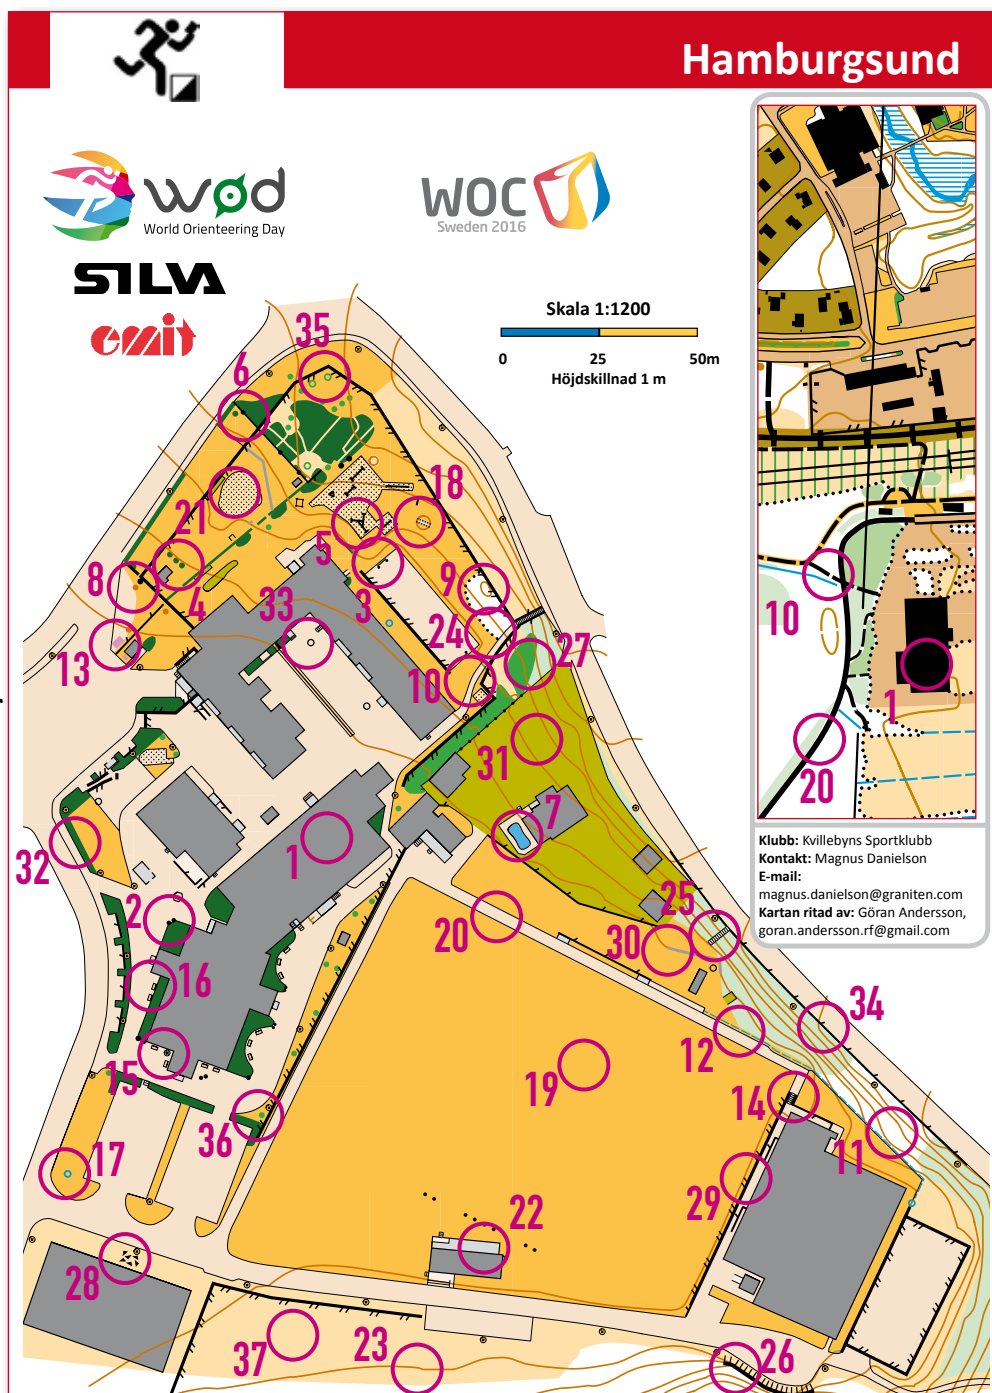 Hamburgsund
wod
World Orienteering Day
WOC
Sweden 2016
SILVA
emit
Skala 1:1200
0 25 50m
Höjdskillnad 1 m
35
6
18
21
5
8
4
33
3
9
24
13
10
27
31
7
32
1
2
20
25
30
16
34
12
15
19
14
36
11
17
29
22
28
37
23
26
10
1
20
Klubb: Kvillebyns Sportklubb
Kontakt: Magnus Danielson
E-mail:
magnus.danielson@graniten.com
Kartan ritad av: Göran Andersson,
goran.andersson.rf@gmail.com